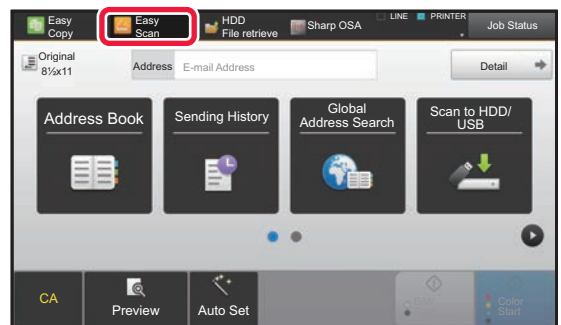 Easy
Copy
Easy
Scan
HDD
File retrieve
Sharp OSA
LINE
PRINTER
Job Status
Original
8½x11
Address
E-mail Address
Detail
Address Book
Sending History
Global
Address Search
Scan to HDD/
USB
CA
Preview
Auto Set
B/W
Start
Color
Start